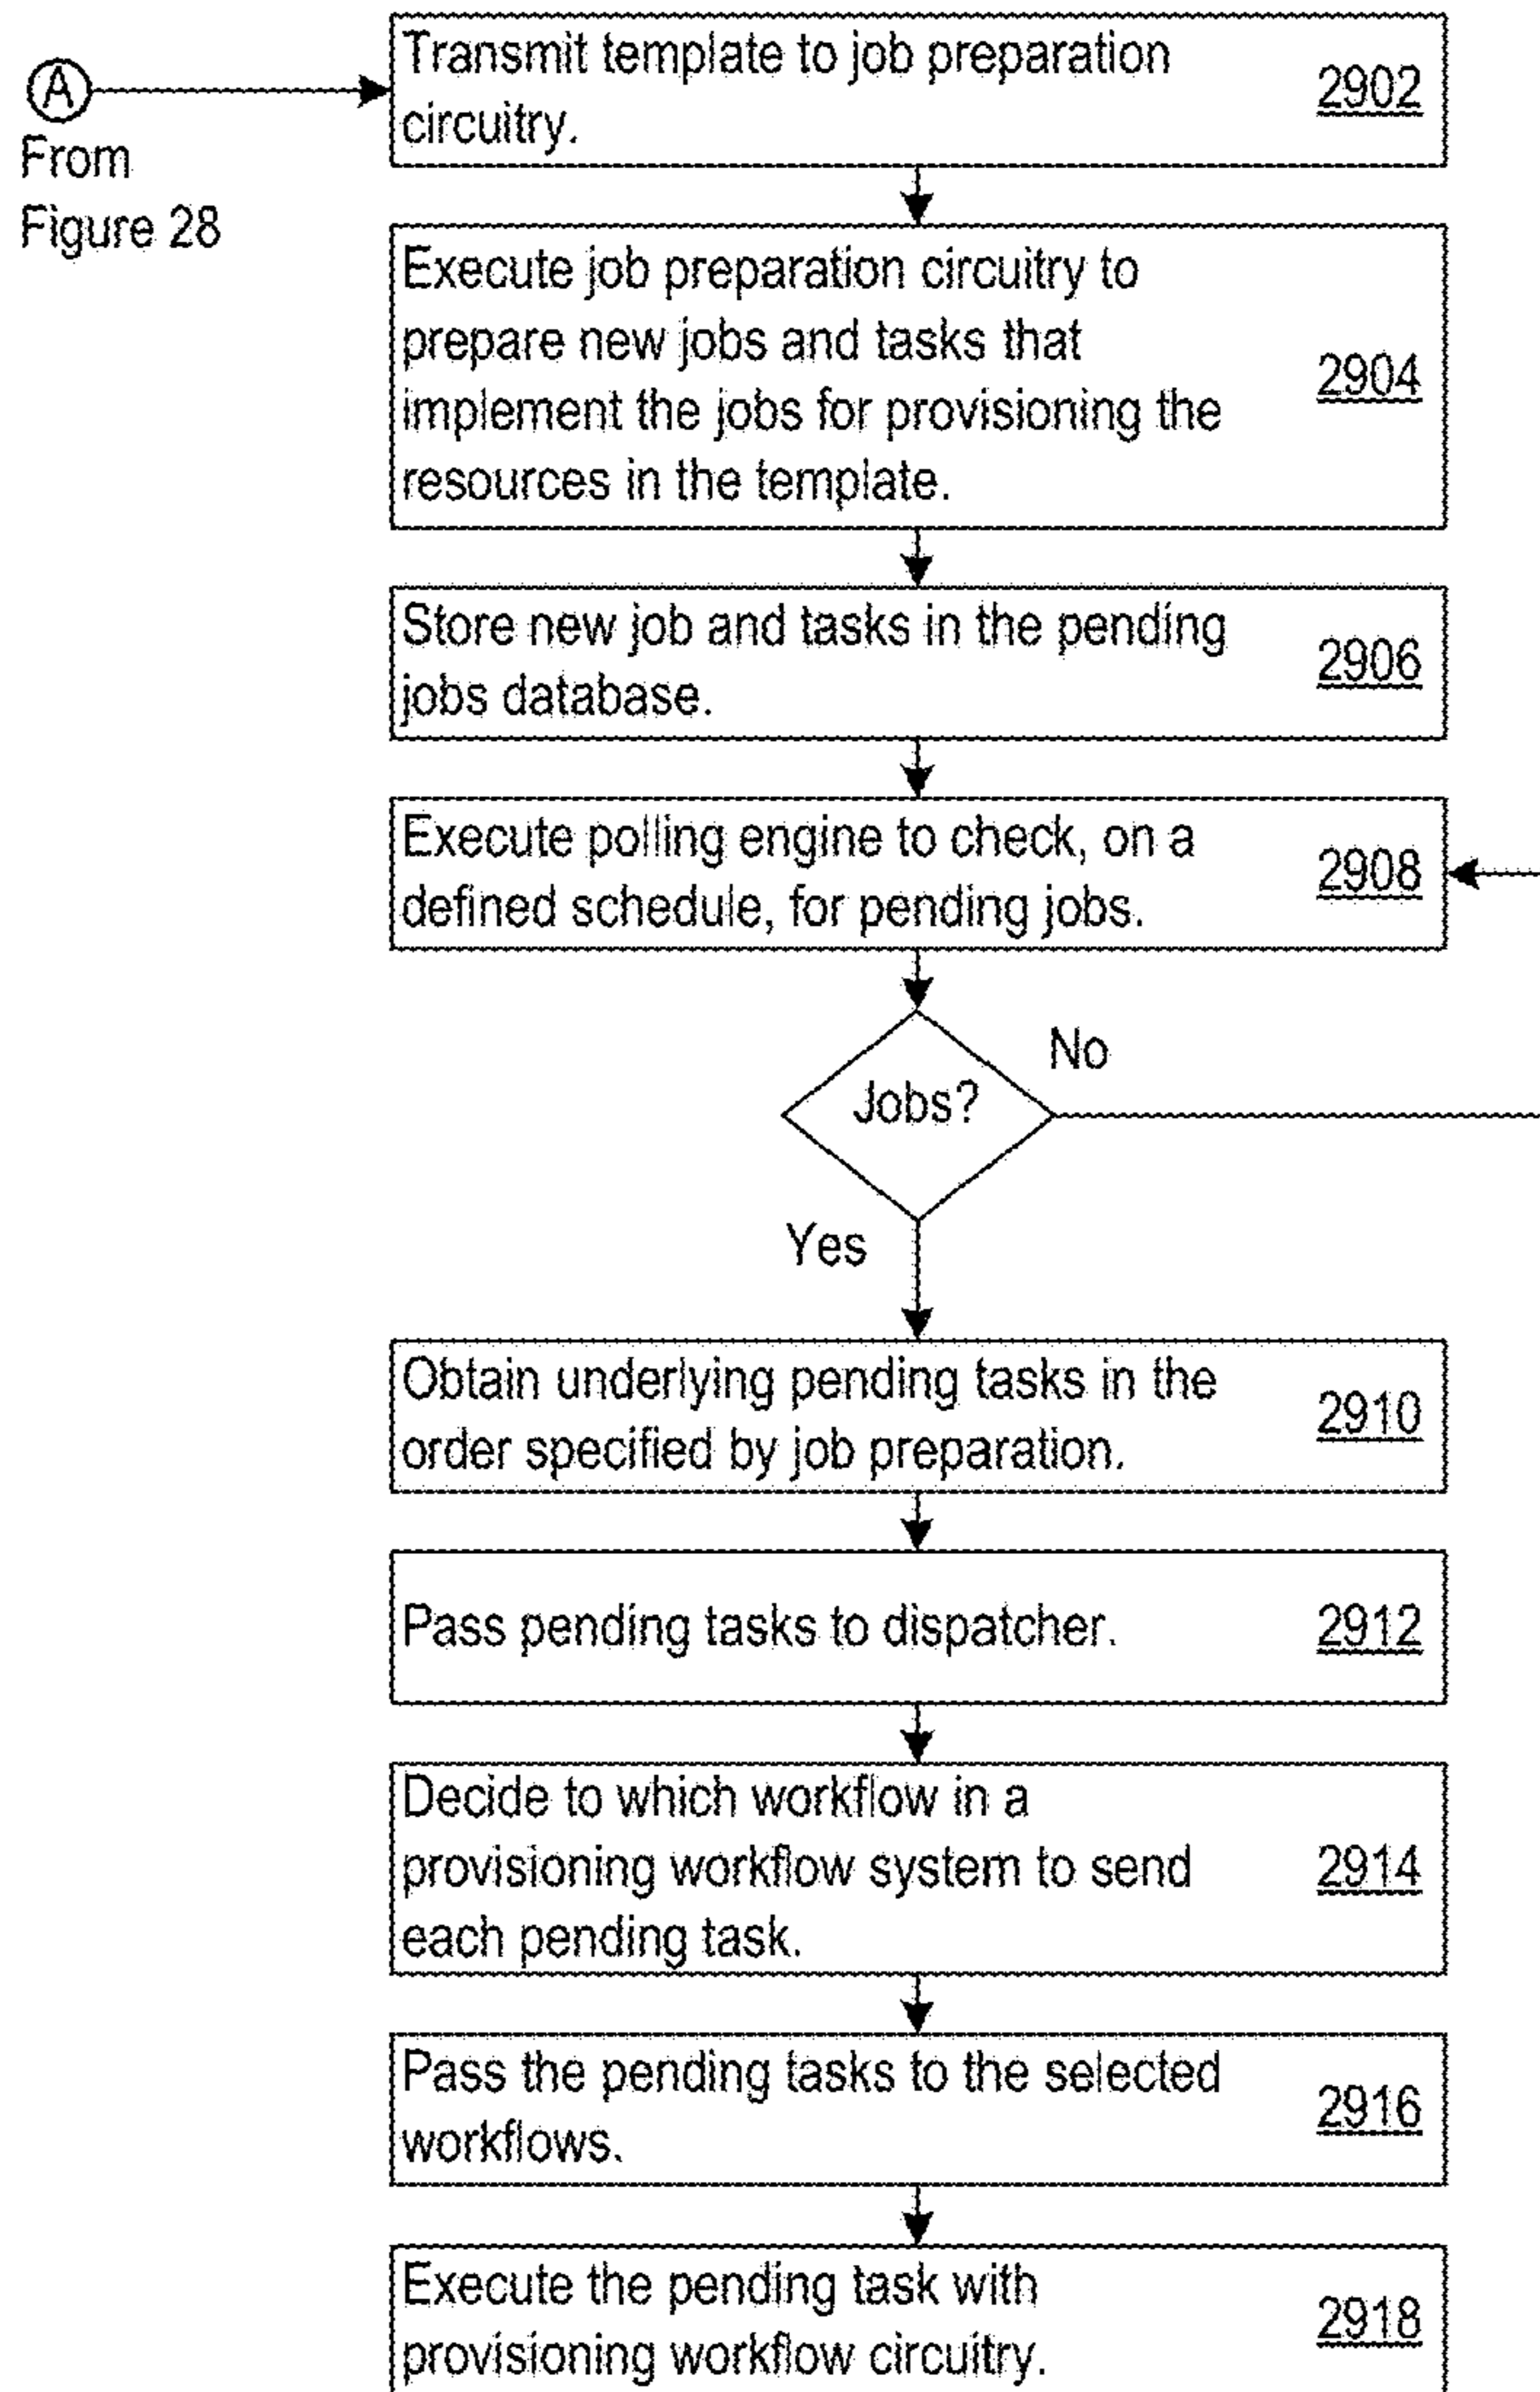 A
From
Figure 28
Transmit template to job preparation
circuitry.
2902
Execute job preparation circuitry to
prepare new jobs and tasks that
implement the jobs for provisioning the
resources in the template.
2904
Store new job and tasks in the pending
jobs database.
2906
Execute polling engine to check, on a
defined schedule, for pending jobs.
2908
Jobs?
No
Yes
Obtain underlying pending tasks in the
order specified by job preparation.
2910
Pass pending tasks to dispatcher.
2912
Decide to which workflow in a
provisioning workflow system to send
each pending task.
2914
Pass the pending tasks to the selected
workflows.
2916
Execute the pending task with
provisioning workflow circuitry.
2918